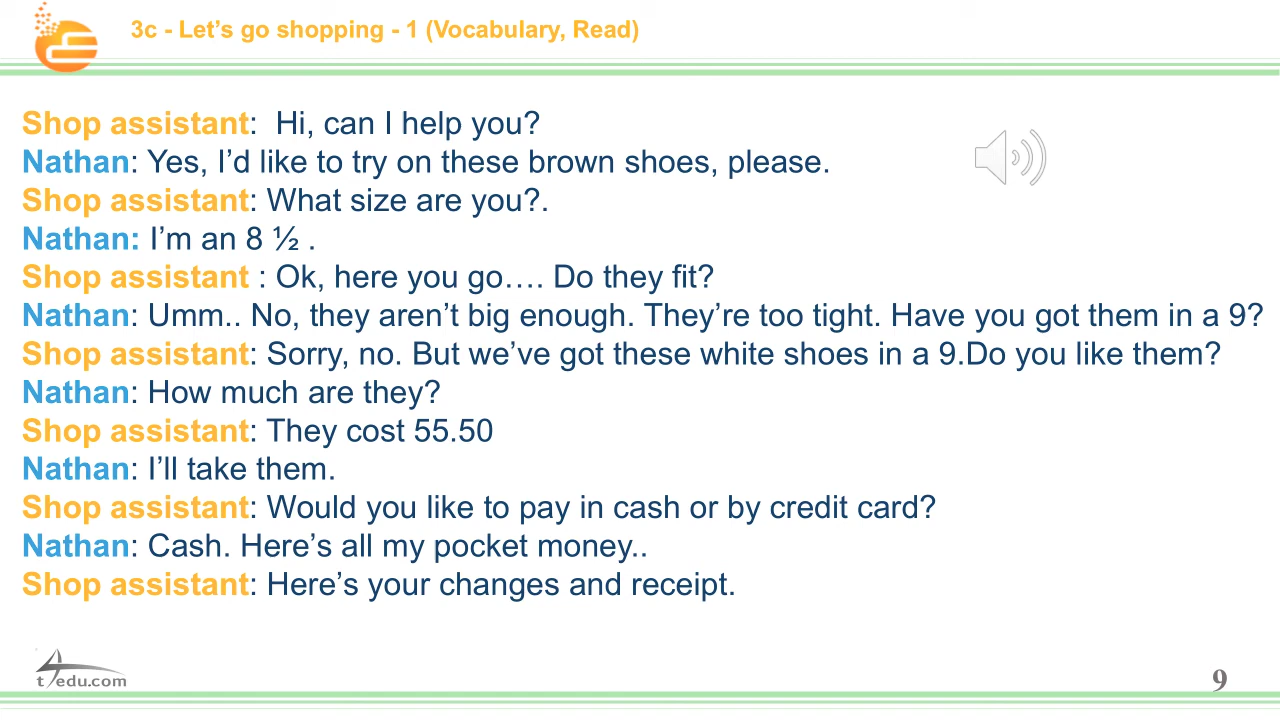 3c - Let’s go shopping - 1 (Vocabulary, Read)
Shop assistant:  Hi, can I help you?
Nathan: Yes, I’d like to try on these brown shoes, please.
Shop assistant: What size are you?.
Nathan: I’m an 8 ½ .
Shop assistant : Ok, here you go…. Do they fit?
Nathan: Umm.. No, they aren’t big enough. They’re too tight. Have you got them in a 9?
Shop assistant: Sorry, no. But we’ve got these white shoes in a 9.Do you like them?
Nathan: How much are they?
Shop assistant: They cost 55.50
Nathan: I’ll take them.
Shop assistant: Would you like to pay in cash or by credit card?
Nathan: Cash. Here’s all my pocket money..
Shop assistant: Here’s your changes and receipt.
t4edu.com
9